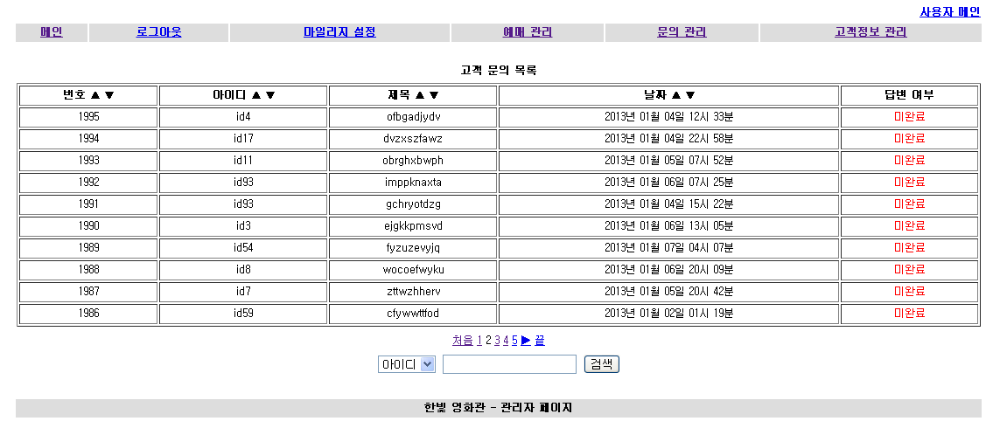 사용자 메인
메인 로그아웃 마일리지 설정 예매 관리 문의 관리 고객정보 관리
고객 문의 목록
번호 ▲ ▼ 아이디 ▲ ▼ 제목 ▲ ▼ 날짜 ▲ ▼ 답변 여부
1995 id4 ofbgadjydv 2013년 01월 04일 12시 33분 미완료
1994 id17 dvzxszfawz 2013년 01월 04일 22시 58분 미완료
1993 id11 obrghxbwph 2013년 01월 05일 07시 52분 미완료
1992 id93 imppknaxta 2013년 01월 06일 07시 25분 미완료
1991 id93 gchryotdzg 2013년 01월 04일 15시 22분 미완료
1990 id3 ejgkkpmsvd 2013년 01월 06일 13시 05분 미완료
1989 id54 fyzuzevyjq 2013년 01월 07일 04시 07분 미완료
1988 id8 wocoefwyku 2013년 01월 06일 20시 09분 미완료
1987 id7 zttwzhherv 2013년 01월 05일 20시 42분 미완료
1986 id59 cfywwttfod 2013년 01월 02일 01시 19분 미완료
처음 1 2 3 4 5 ▶ 끝
아이디 검색
한빛 영화관 - 관리자 페이지